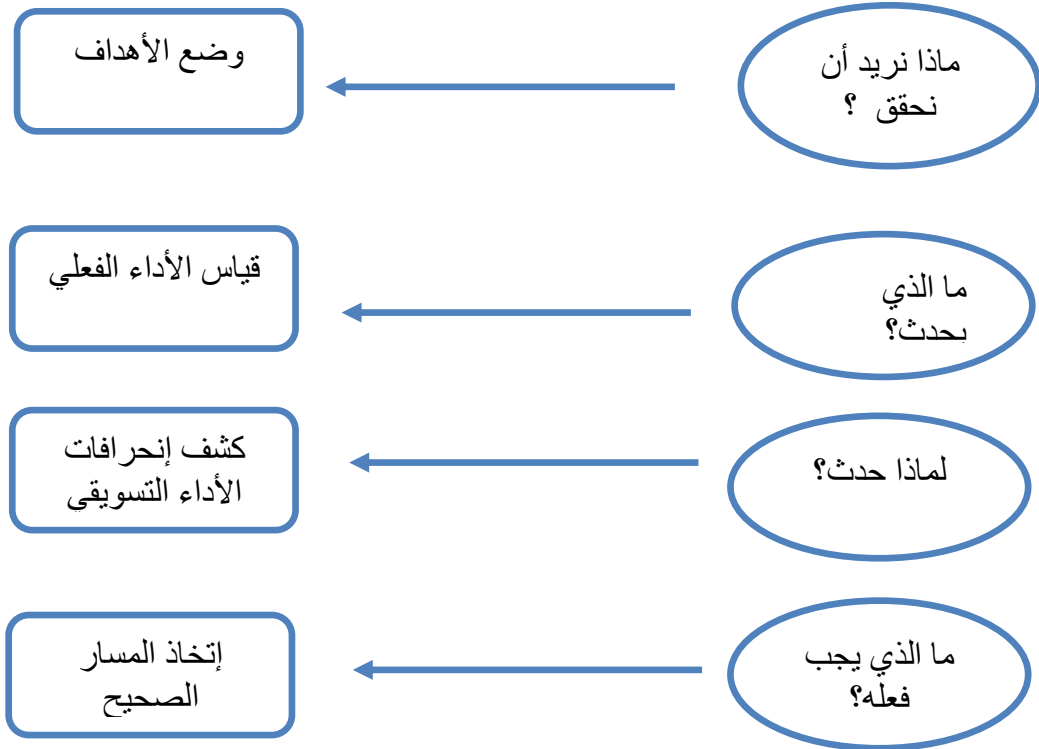 ماذا نريد أن
نحقق ؟
وضع الأهداف
ما الذي
يحدث؟
قياس الأداء الفعلي
لماذا حدث؟
كشف إنحرافات
الأداء التسويقي
ما الذي يجب
فعله؟
إتخاذ المسار
الصحيح